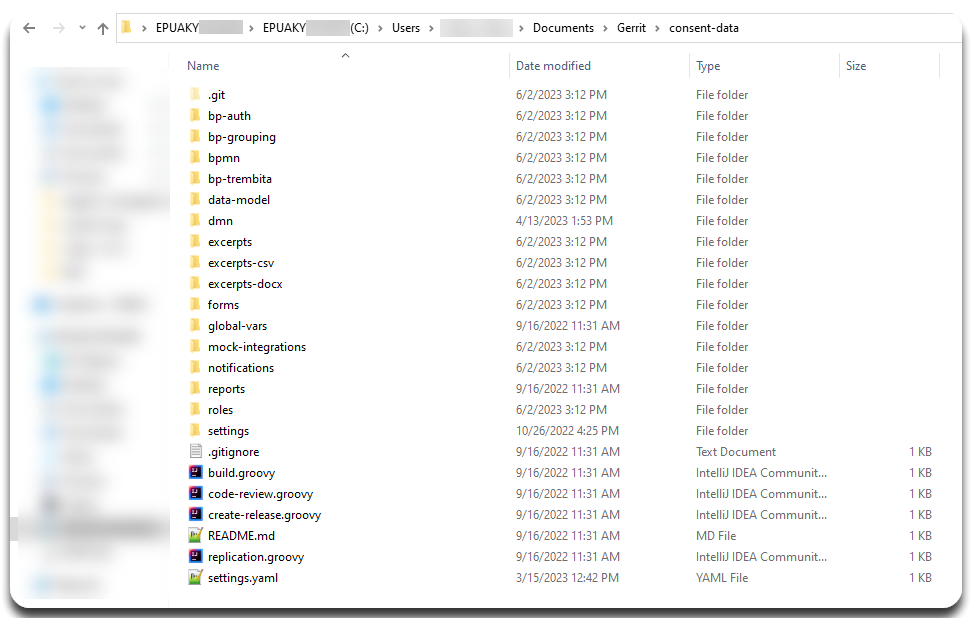 EPUAKY > EPUAKY (C:) > Users > > Documents > Gerrit > consent-data
Name Date modified Type Size
.git 6/2/2023 3:12 PM File folder
bp-auth 6/2/2023 3:12 PM File folder
bp-grouping 6/2/2023 3:12 PM File folder
bpmn 6/2/2023 3:12 PM File folder
bp-trembita 6/2/2023 3:12 PM File folder
data-model 6/2/2023 3:12 PM File folder
dmn 4/13/2023 1:53 PM File folder
excerpts 6/2/2023 3:12 PM File folder
excerpts-csv 6/2/2023 3:12 PM File folder
excerpts-docx 6/2/2023 3:12 PM File folder
forms 6/2/2023 3:12 PM File folder
global-vars 9/16/2022 11:31 AM File folder
mock-integrations 6/2/2023 3:12 PM File folder
notifications 6/2/2023 3:12 PM File folder
reports 9/16/2022 11:31 AM File folder
roles 6/2/2023 3:12 PM File folder
settings 10/26/2022 4:25 PM File folder
.gitignore 9/16/2022 11:31 AM Text Document 1 KB
build.groovy 9/16/2022 11:31 AM IntelliJ IDEA Communit... 1 KB
code-review.groovy 9/16/2022 11:31 AM IntelliJ IDEA Communit... 1 KB
create-release.groovy 9/16/2022 11:31 AM IntelliJ IDEA Communit... 1 KB
README.md 9/16/2022 11:31 AM MD File 1 KB
replication.groovy 9/16/2022 11:31 AM IntelliJ IDEA Communit... 1 KB
settings.yaml 3/15/2023 12:42 PM YAML File 1 KB